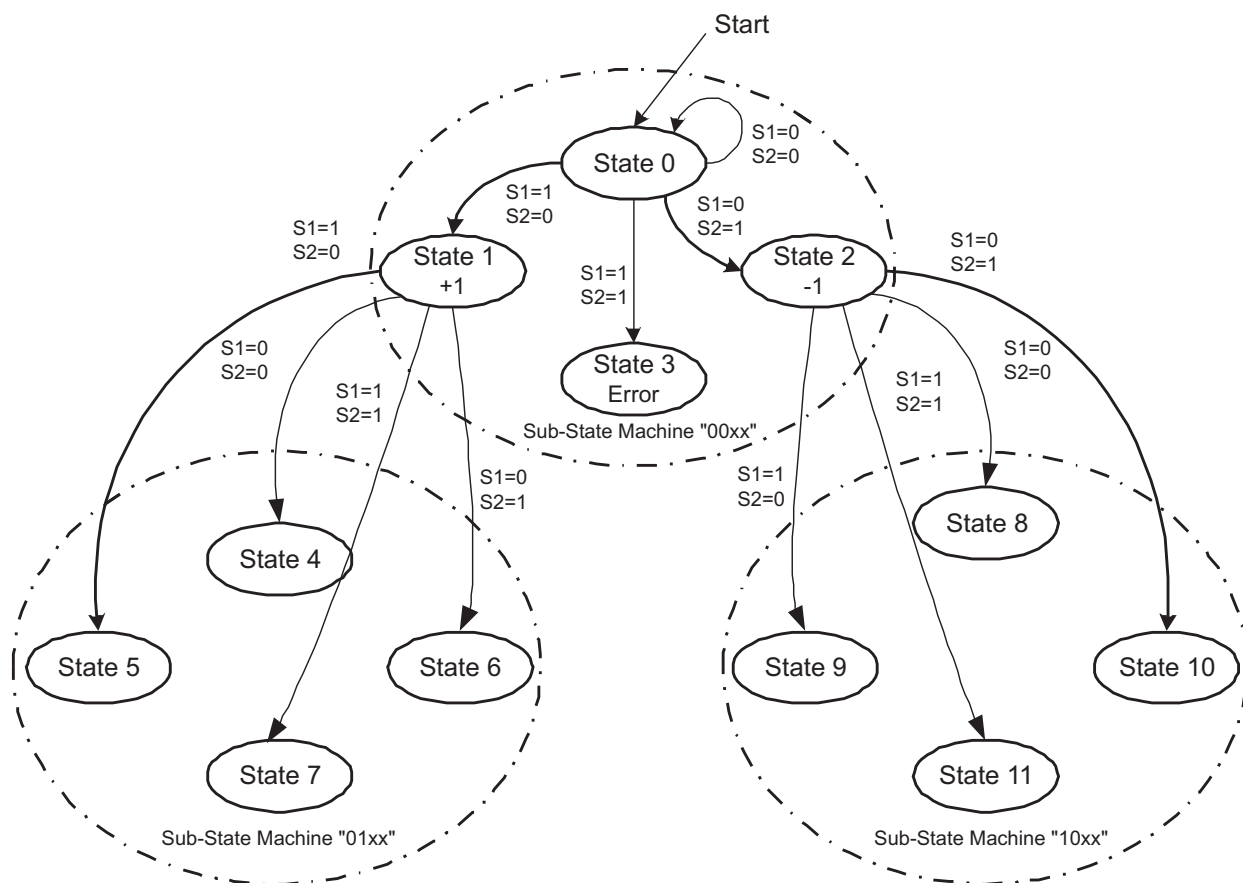 Start
State 0
S1=0
S2=0
S1=1
S2=0
S1=0
S2=1
S1=1
S2=0
State 1
+1
S1=1
S2=1
State 2
-1
S1=0
S2=1
S1=0
S2=0
State 3
Error
S1=1
S2=1
S1=1
S2=1
S1=0
S2=0
Sub-State Machine "00xx"
S1=0
S2=1
S1=1
S2=0
State 4
State 8
State 5
State 6
State 9
State 10
State 7
State 11
Sub-State Machine "01xx"
Sub-State Machine "10xx"